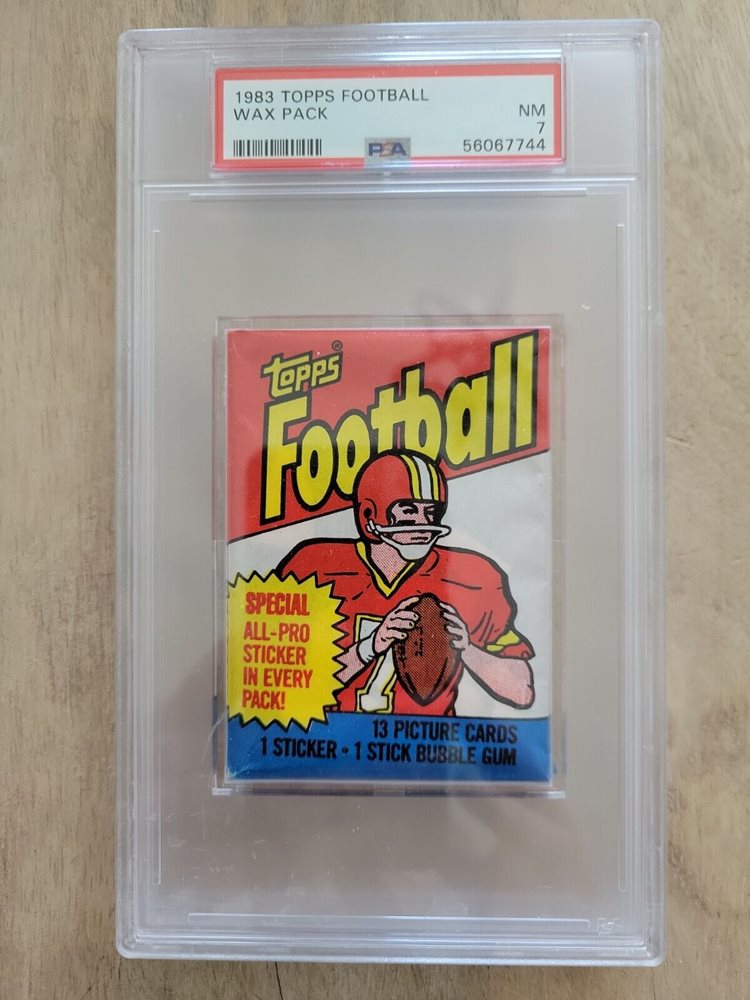 1983 TOPPS FOOTBALL
WAX PACK
NM
7
PSA
56067744
topps®
Football
SPECIAL
ALL-PRO
STICKER
IN EVERY
PACK!
7
13 PICTURE CARDS
1 STICKER • 1 STICK BUBBLE GUM